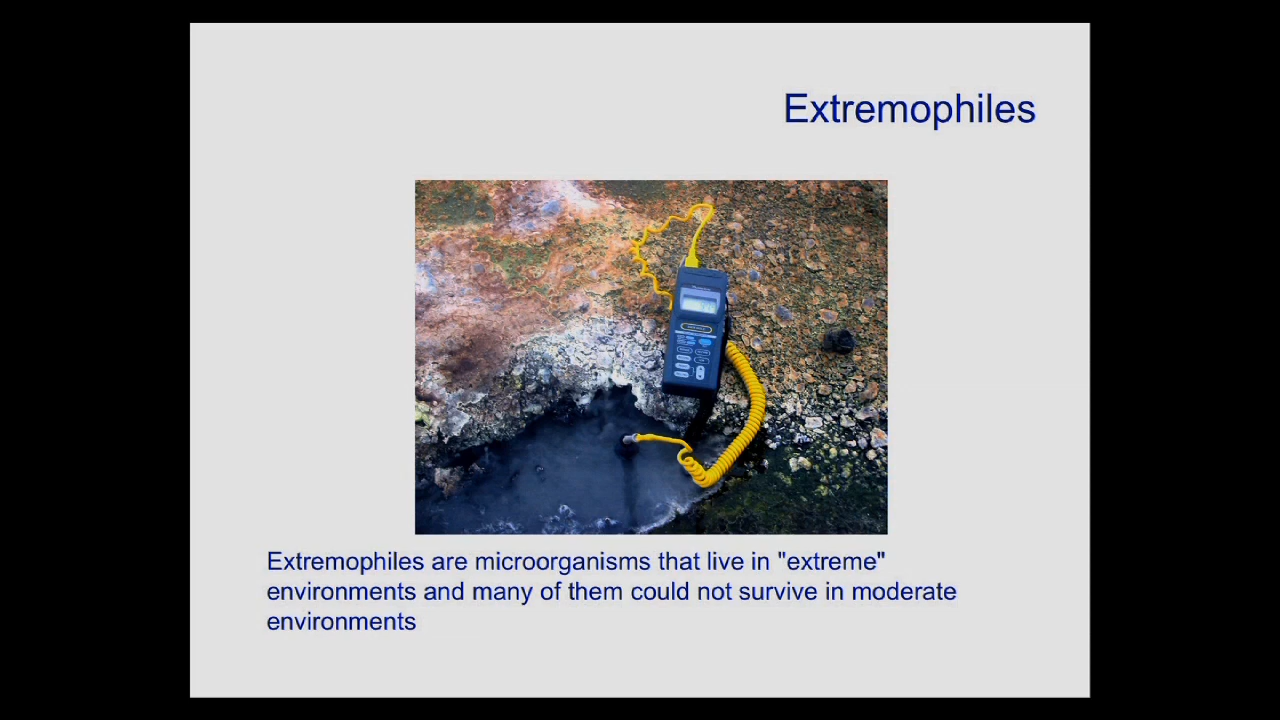 Extremophiles
Extremophiles are microorganisms that live in "extreme"
environments and many of them could not survive in moderate
environments